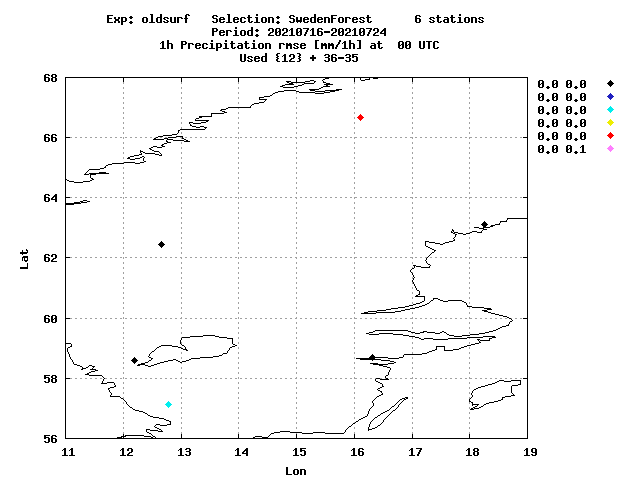 Exp: oldsurf   Selection: SwedenForest      6 stations
Period: 20210716-20210724
1h Precipitation rmse [mm/1h] at  00 UTC
Used {12} + 36-35
68
66
64
62
60
58
56
Lat
11 12 13 14 15 16 17 18 19
Lon
0.0 0.0
0.0 0.0
0.0 0.0
0.0 0.0
0.0 0.0
0.0 0.1